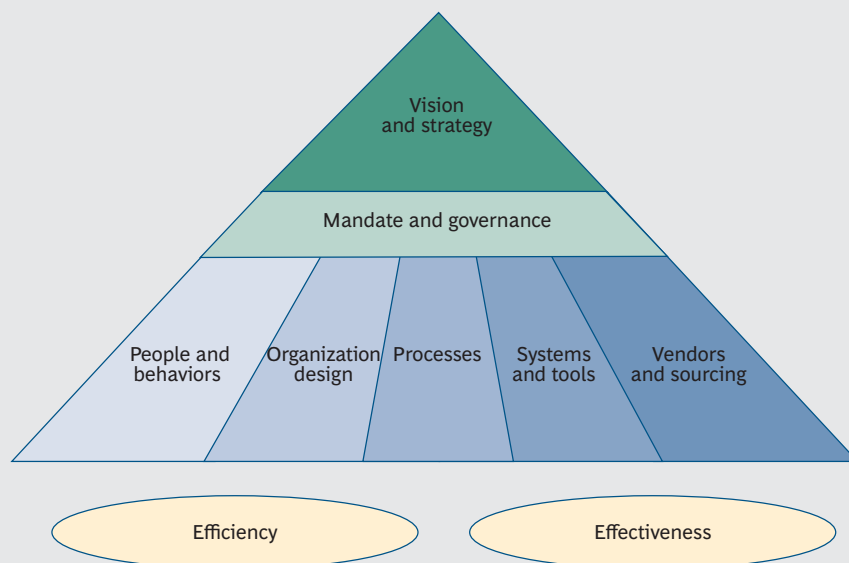 Vision
and strategy
Mandate and governance
People and
behaviors
Organization
design
Processes
Systems
and tools
Vendors
and sourcing
Efficiency
Effectiveness